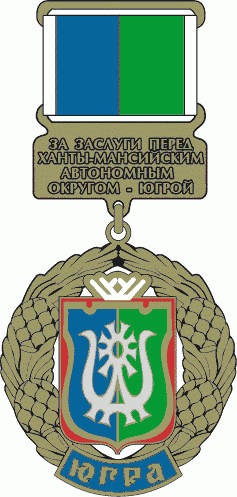 ЗА ЗАСЛУГИ ПЕРЕД
ХАНТЫ-МАНСИЙСКИМ
АВТОНОМНЫМ
ОКРУГОМ - ЮГРОЙ
ЮГРА